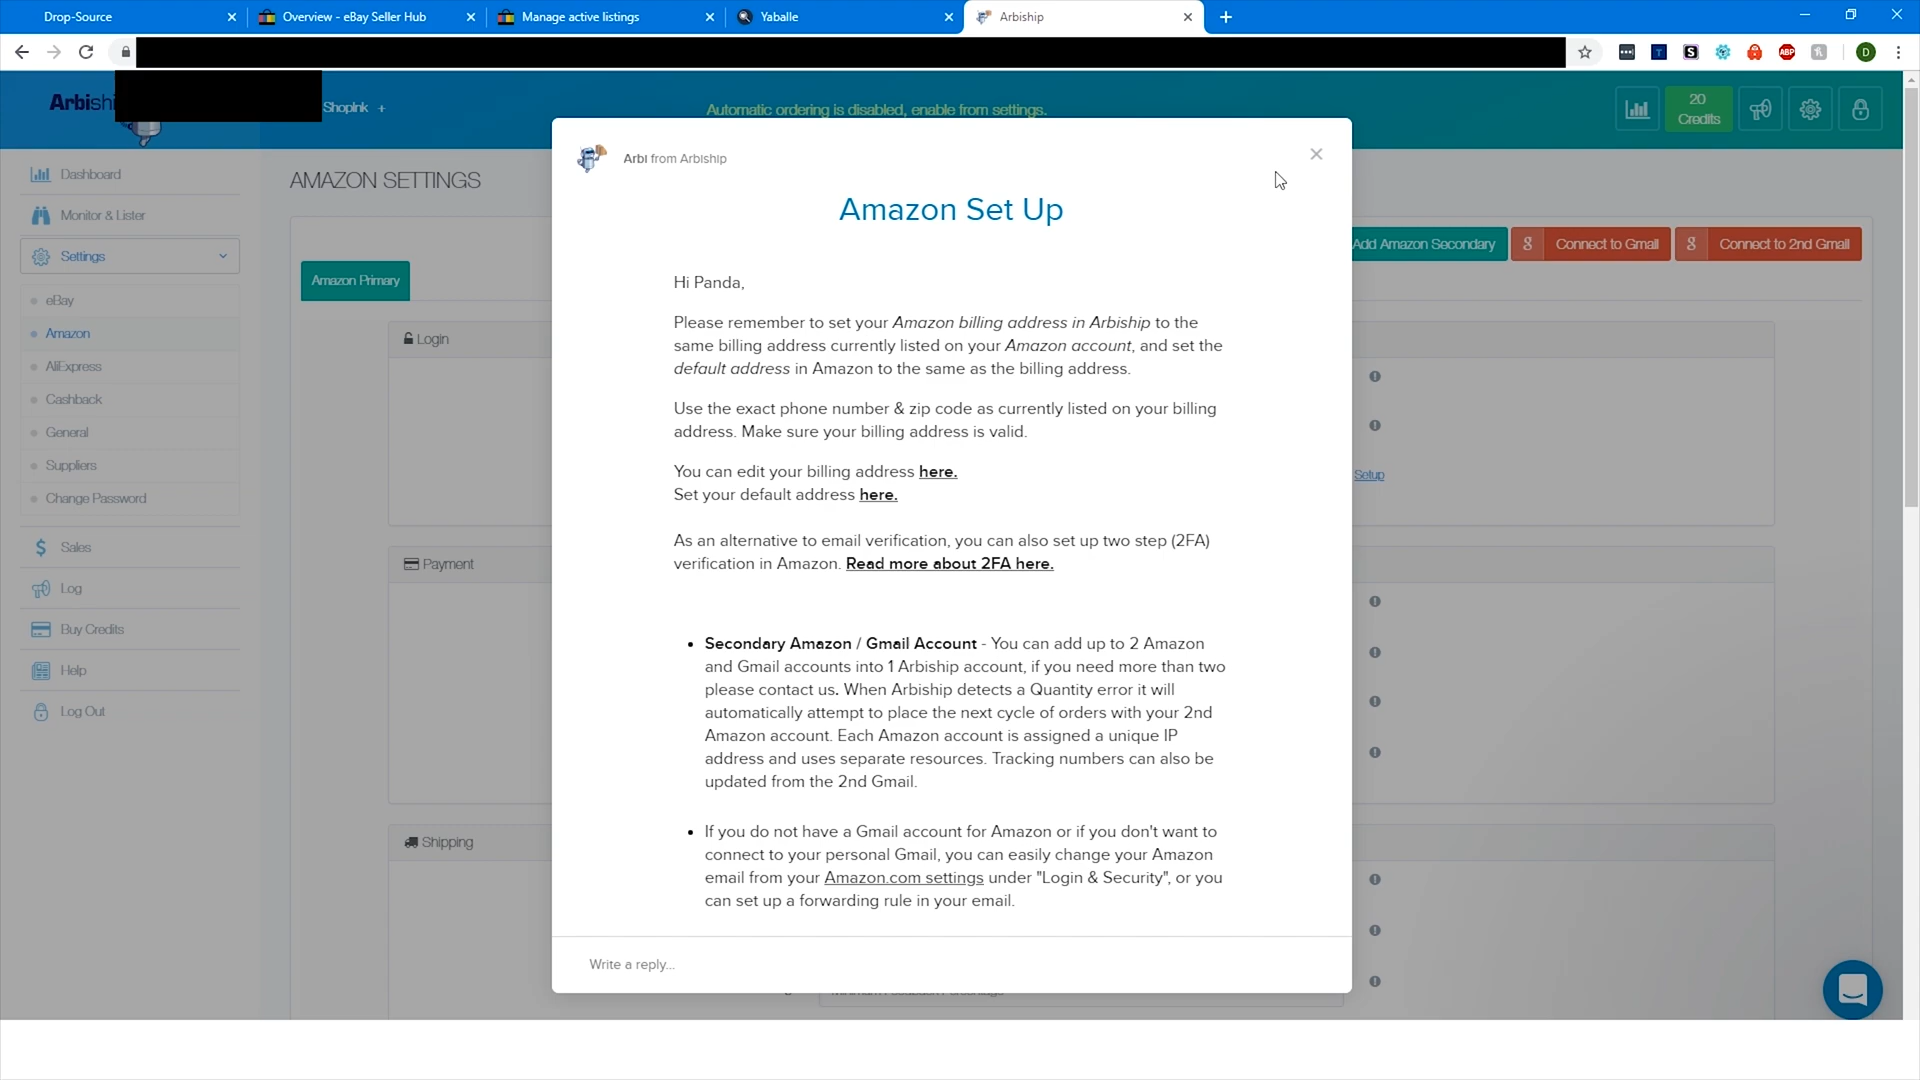 Drop-Source
Overview - eBay Seller Hub
Manage active listings
Yaballe
Arbiship
ABP
D
Arbishi
ShopInk +
Automatic ordering is disabled, enable from settings.
20
Credits
Dashboard
Monitor & Lister
Settings
eBay
Amazon
AliExpress
Cashback
General
Suppliers
Change Password
Sales
Log
Buy Credits
Help
Log Out
AMAZON SETTINGS
Add Amazon Secondary
Connect to Gmail
Connect to 2nd Gmail
Amazon Primary
Login
Setup
Payment
Shipping
Arbi from Arbiship
Amazon Set Up
Hi Panda,
Please remember to set your Amazon billing address in Arbiship to the
same billing address currently listed on your Amazon account, and set the
default address in Amazon to the same as the billing address.
Use the exact phone number & zip code as currently listed on your billing
address. Make sure your billing address is valid.
You can edit your billing address here.
Set your default address here.
As an alternative to email verification, you can also set up two step (2FA)
verification in Amazon. Read more about 2FA here.
• Secondary Amazon / Gmail Account - You can add up to 2 Amazon
and Gmail accounts into 1 Arbiship account, if you need more than two
please contact us. When Arbiship detects a Quantity error it will
automatically attempt to place the next cycle of orders with your 2nd
Amazon account. Each Amazon account is assigned a unique IP
address and uses separate resources. Tracking numbers can also be
updated from the 2nd Gmail.
• If you do not have a Gmail account for Amazon or if you don't want to
connect to your personal Gmail, you can easily change your Amazon
email from your Amazon.com settings under "Login & Security", or you
can set up a forwarding rule in your email.
Write a reply...